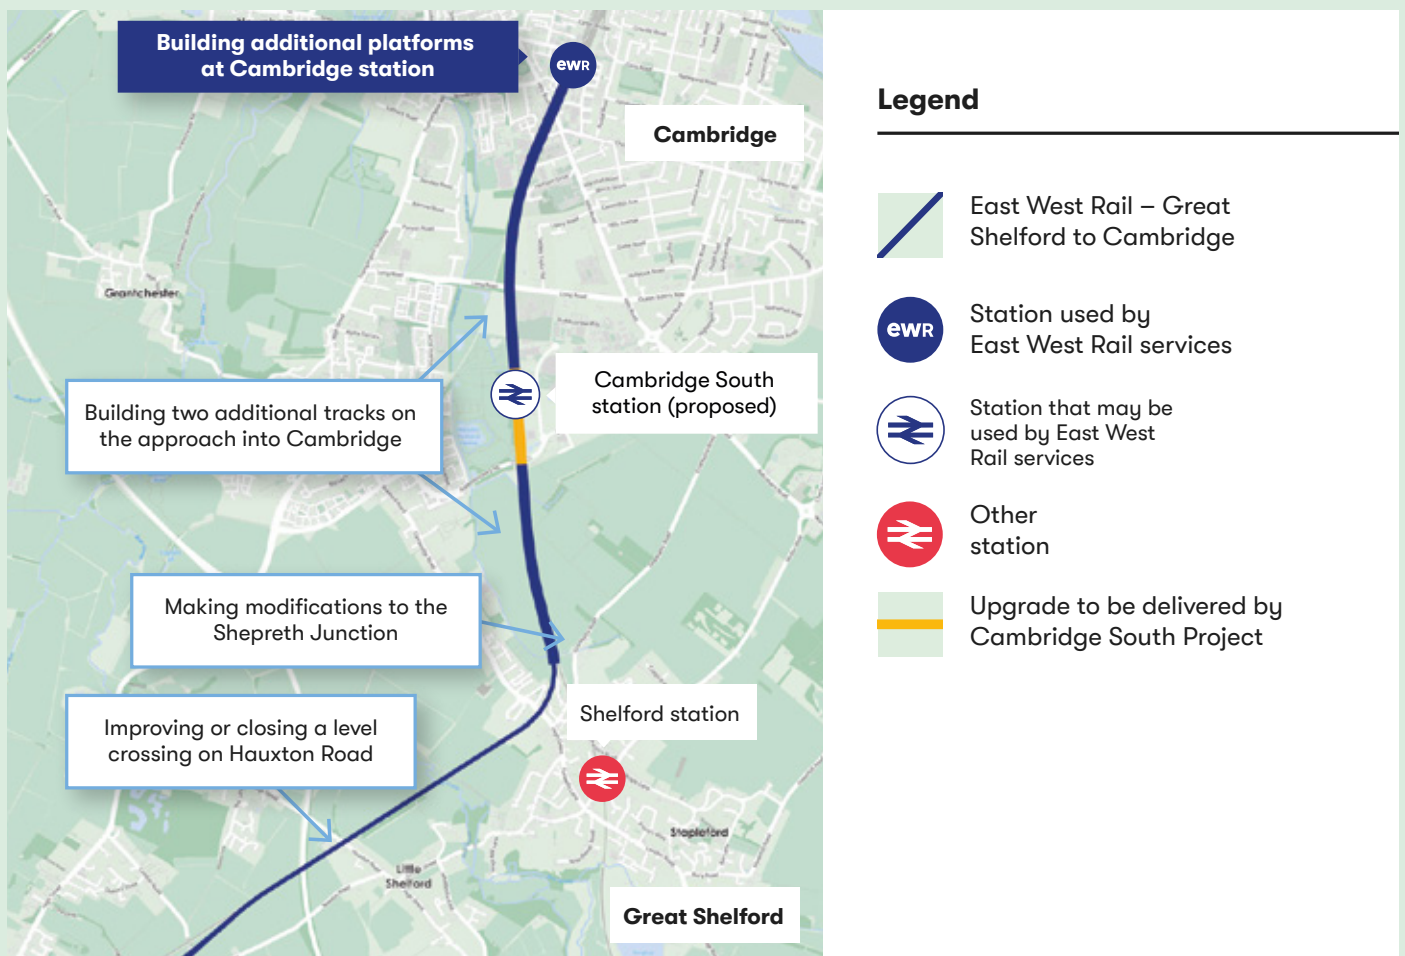 Building additional platforms
at Cambridge station
ewR
Cambridge
Grantchester
Cambridge South
station (proposed)
Building two additional tracks on
the approach into Cambridge
Making modifications to the
Shepreth Junction
Improving or closing a level
crossing on Hauxton Road
Shelford station
Stapleford
Little
Shelford
Great Shelford
Legend
East West Rail – Great
Shelford to Cambridge
ewR
Station used by
East West Rail services
Station that may be
used by East West
Rail services
Other
station
Upgrade to be delivered by
Cambridge South Project